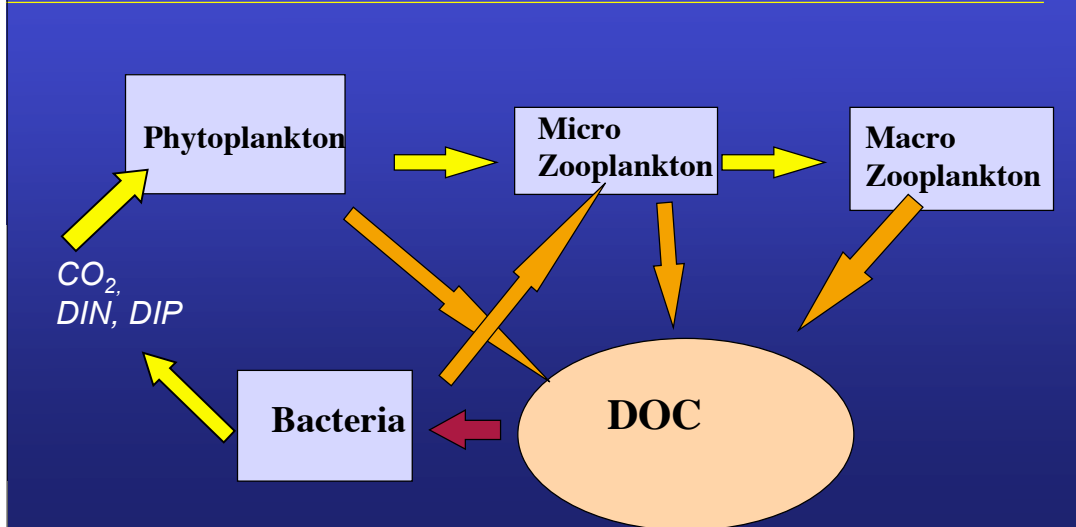 Phytoplankton
Micro
Zooplankton
Macro
Zooplankton
CO₂,
DIN, DIP
Bacteria
DOC